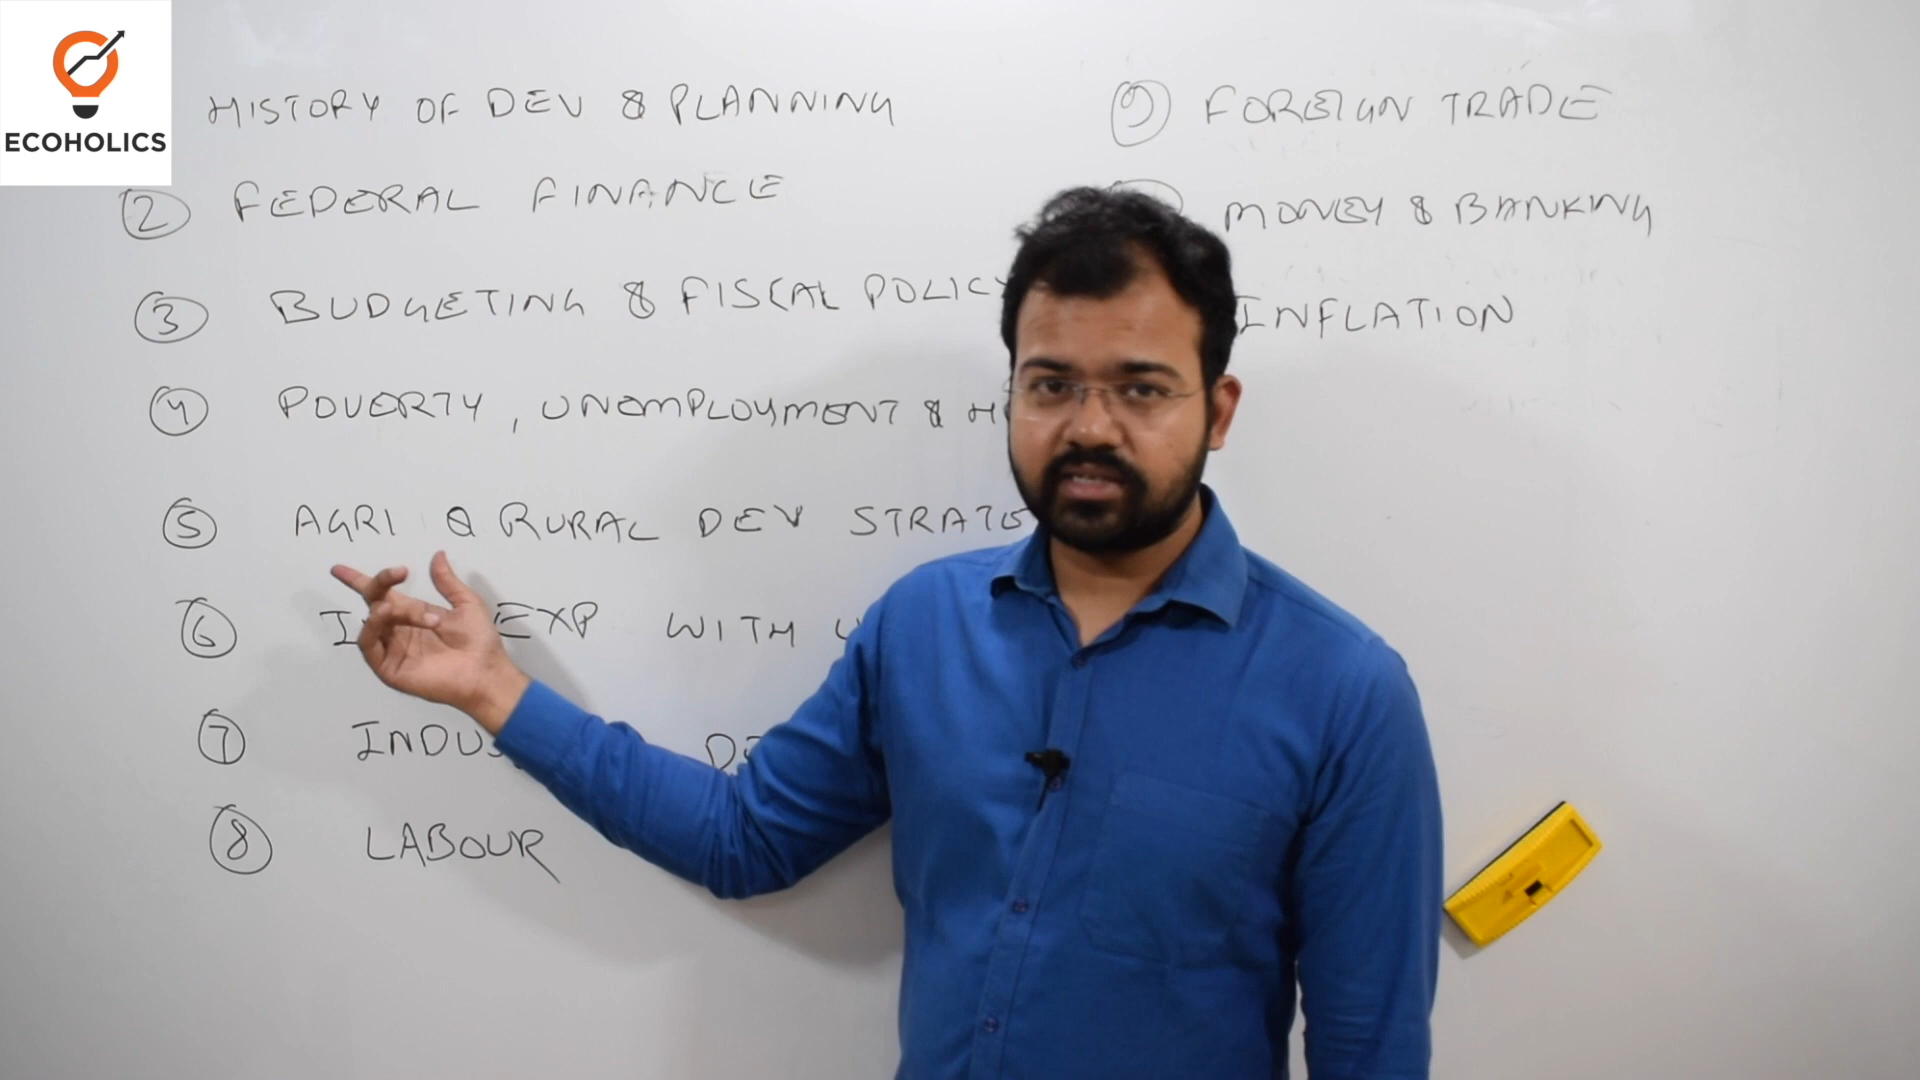 ECOHOLICS
HISTORY OF DEV & PLANNING
2 FEDERAL FINANCE
3 BUDGETING & FISCAL POLICY
4 POVERTY, UNEMPLOYMENT &
5 AGRI & RURAL DEV
6 EXP WITH
7
8 LABOUR
9 FOREIGN TRADE
MONEY & BANKING
INFLATION